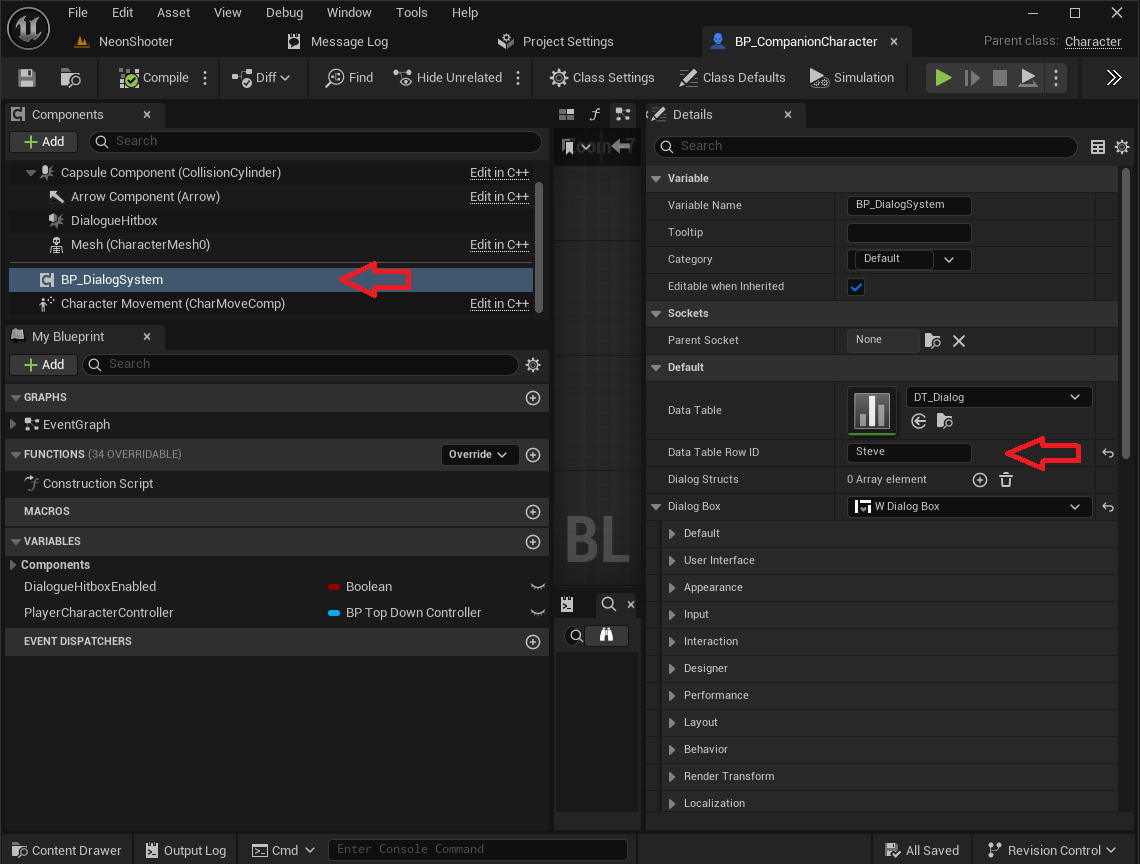 File Edit Asset View Debug Window Tools Help
NeonShooter Message Log Project Settings BP_CompanionCharacter Parent class: Character
Compile Diff Find Hide Unrelated Class Settings Class Defaults Simulation
Components
Add Search
Capsule Component (CollisionCylinder) Edit in C++
Arrow Component (Arrow) Edit in C++
DialogueHitbox
Mesh (CharacterMesh0) Edit in C++
BP_DialogSystem
Character Movement (CharMoveComp) Edit in C++
My Blueprint
Add Search
GRAPHS
EventGraph
FUNCTIONS (34 OVERRIDABLE) Override
Construction Script
MACROS
VARIABLES
Components
DialogueHitboxEnabled Boolean
PlayerCharacterController BP Top Down Controller
EVENT DISPATCHERS
BL
Details
Search
Variable
Variable Name BP_DialogSystem
Tooltip
Category Default
Editable when Inherited
Sockets
Parent Socket None
Default
Data Table DT_Dialog
Data Table Row ID Steve
Dialog Structs 0 Array element
Dialog Box W Dialog Box
Default
User Interface
Appearance
Input
Interaction
Designer
Performance
Layout
Behavior
Render Transform
Localization
Content Drawer Output Log Cmd Enter Console Command All Saved Revision Control